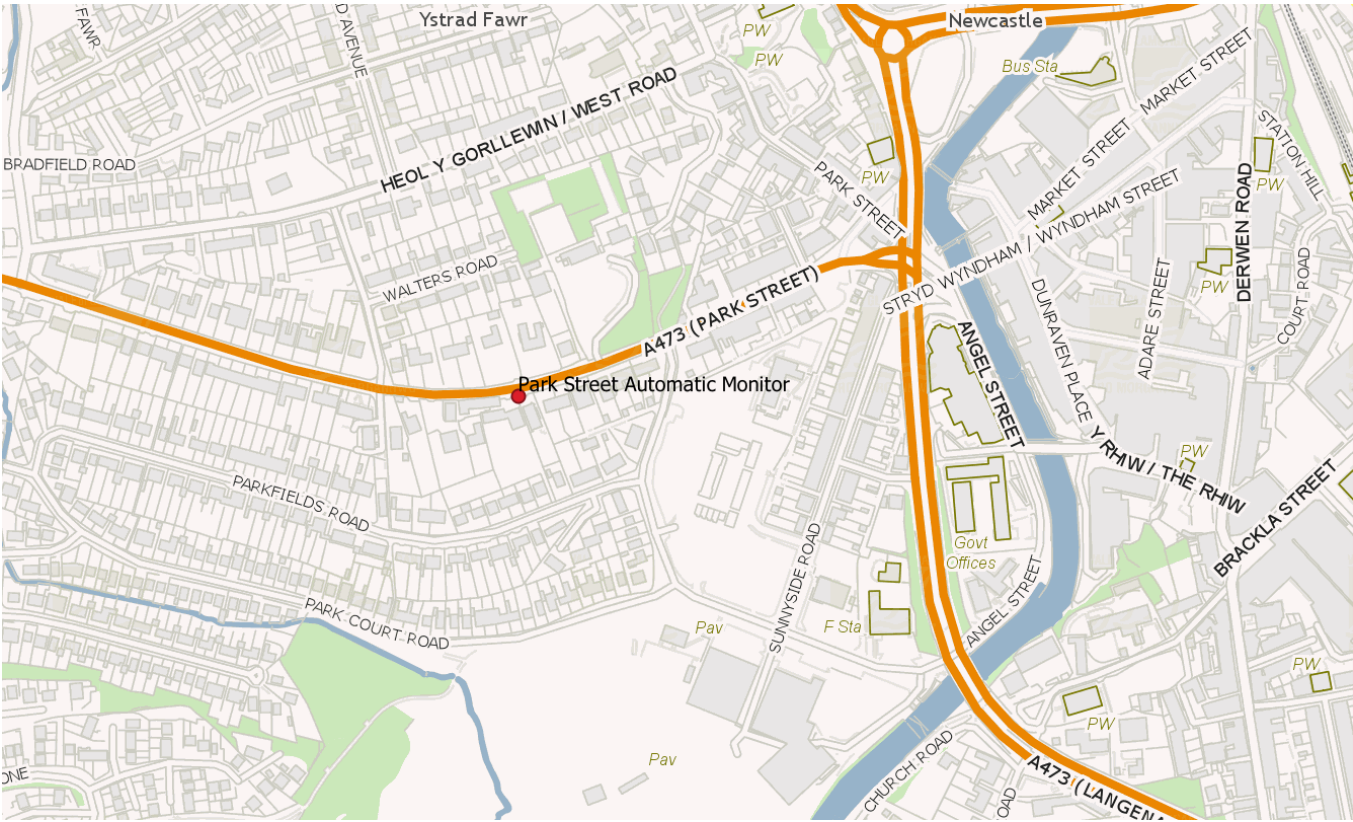 Ystrad Fawr
Newcastle
FAWR
D AVENUE
PW
PW
Bus Sta
MARKET STREET
HEOL Y GORLLEWIN / WEST ROAD
BRADFIELD ROAD
PARK STREET
PW
MARKET STREET
STATION HILL
PW
STRYD WYNDHAM / WYNDHAM STREET
DERWEN ROAD
WALTERS ROAD
PW
COURT ROAD
A473 (PARK STREET)
DUNRAVEN PLACE
ADARE STREET
ANGEL STREET
Park Street Automatic Monitor
Y RHIW / THE RHIW
PW
BRACKLA STREET
PARKFIELDS ROAD
Govt
Offices
SUNNYSIDE ROAD
ANGEL STREET
PARK COURT ROAD
Pav
F Sta
PW
PW
Pav
CHURCH ROAD
A473 (LANGENA
ONE
ROAD